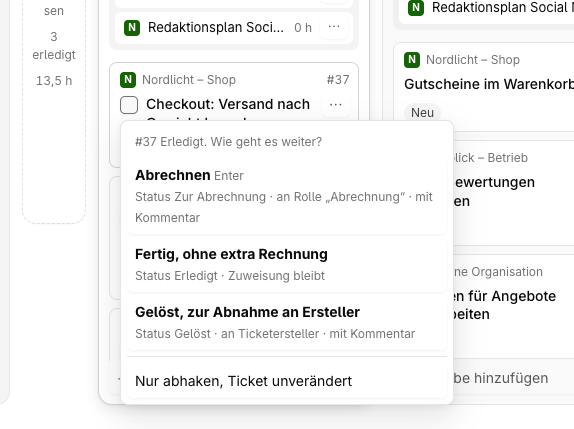 sen
3
erledigt
13,5 h
N Redaktionsplan Soci... 0 h ...
N Nordlicht – Shop #37
Checkout: Versand nach ...
#37 Erledigt. Wie geht es weiter?
Abrechnen Enter
Status Zur Abrechnung · an Rolle „Abrechnung“ · mit
Kommentar
Fertig, ohne extra Rechnung
Status Erledigt · Zuweisung bleibt
Gelöst, zur Abnahme an Ersteller
Status Gelöst · an Ticketersteller · mit Kommentar
Nur abhaken, Ticket unverändert
N Redaktionsplan Social
N Nordlicht – Shop
Gutscheine im Warenkorb
Neu
lick – Betrieb
ewertungen
en
ne Organisation
en für Angebote
beiten
be hinzufügen